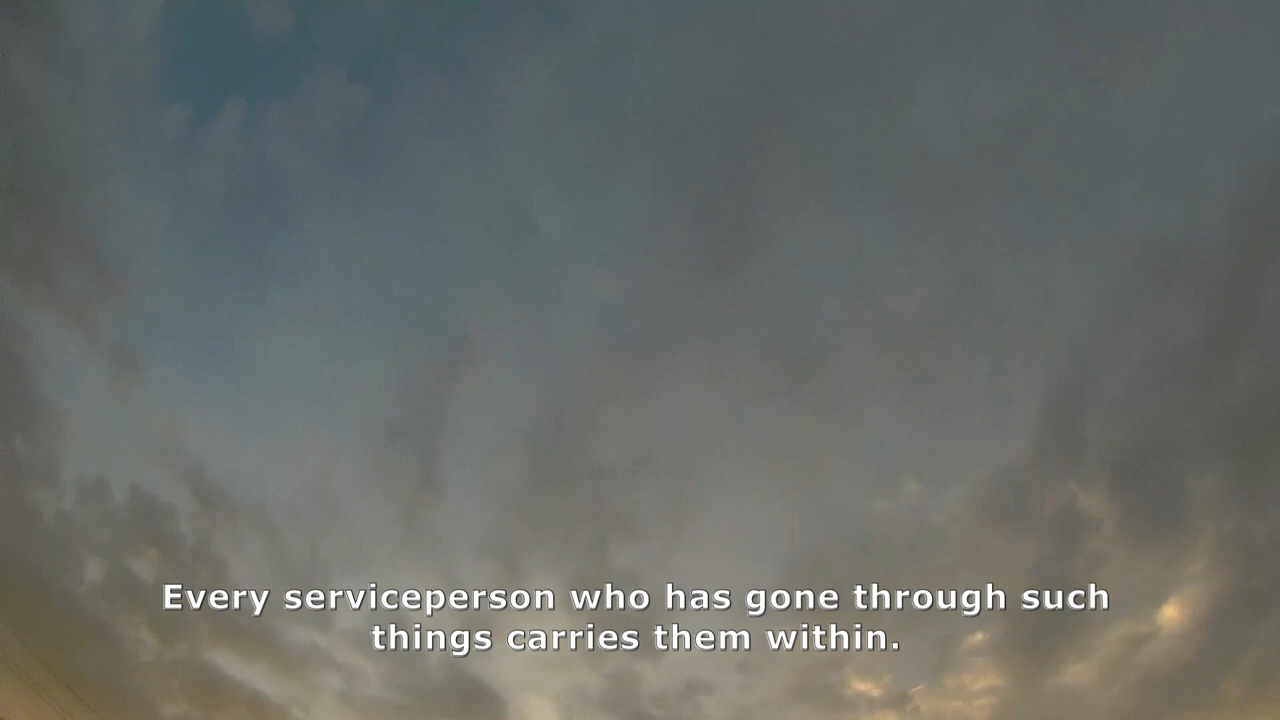 Every serviceperson who has gone through such
things carries them within.